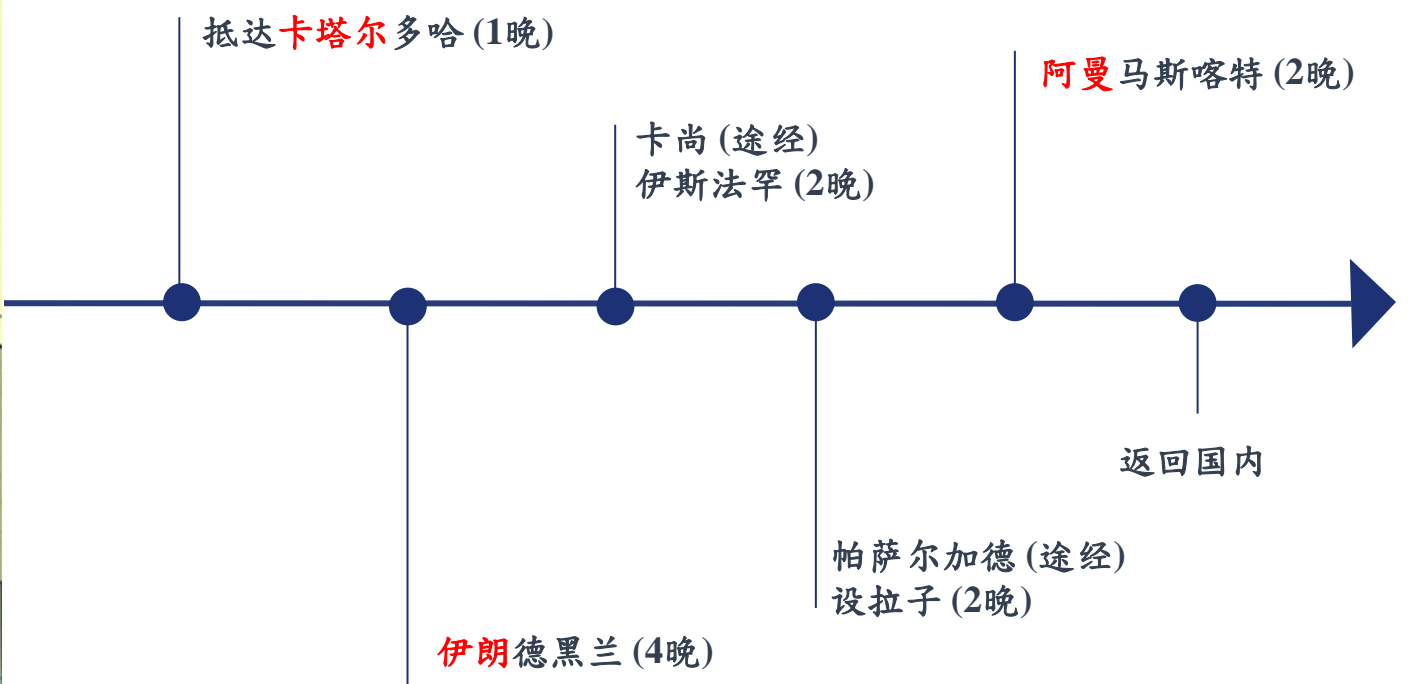 抵达卡塔尔多哈 (1晚)
伊朗德黑兰 (4晚)
卡尚 (途经)
伊斯法罕 (2晚)
帕萨尔加德 (途经)
设拉子 (2晚)
阿曼马斯喀特 (2晚)
返回国内